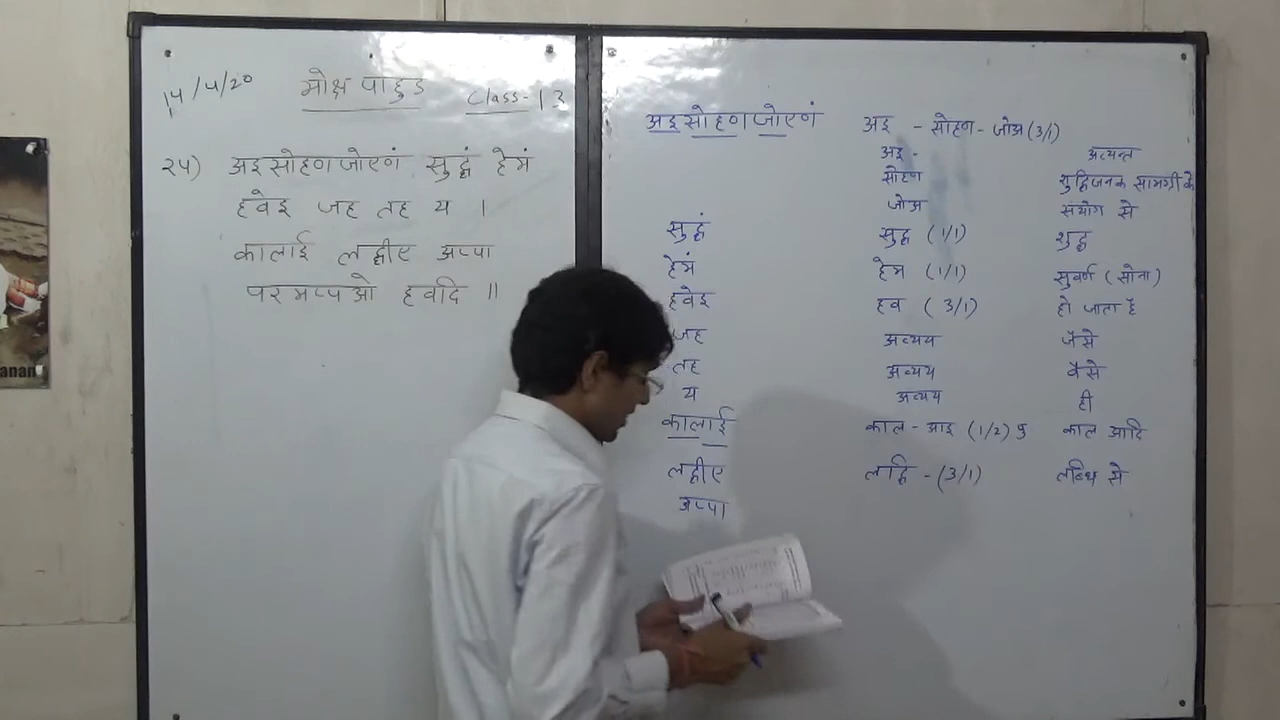 14/4/20 मोक्ष पाहुड Class-13
२४) अइसोहणजोएणं सुद्धं हेमं
हवेइ जह तह य ।
कालाई लद्धीए अप्पा
परमप्पओ हवदि ॥
अइसोहणजोएणं अइ - सोहण - जोअ (3/1)
अइ - अत्यन्त
सोहण शुद्धिजनक सामग्री के
जोअ संयोग से
सुद्धं सुद्ध (1/1) शुद्ध
हेमं हेम (1/1) सुवर्ण (सोना)
हवेइ हव (3/1) हो जाता है
जह अव्यय जैसे
तह अव्यय वैसे
य अव्यय ही
कालाई काल - आइ (1/2) काल आदि
लद्धीए लद्धि - (3/1) लब्धि से
अप्पा
anan